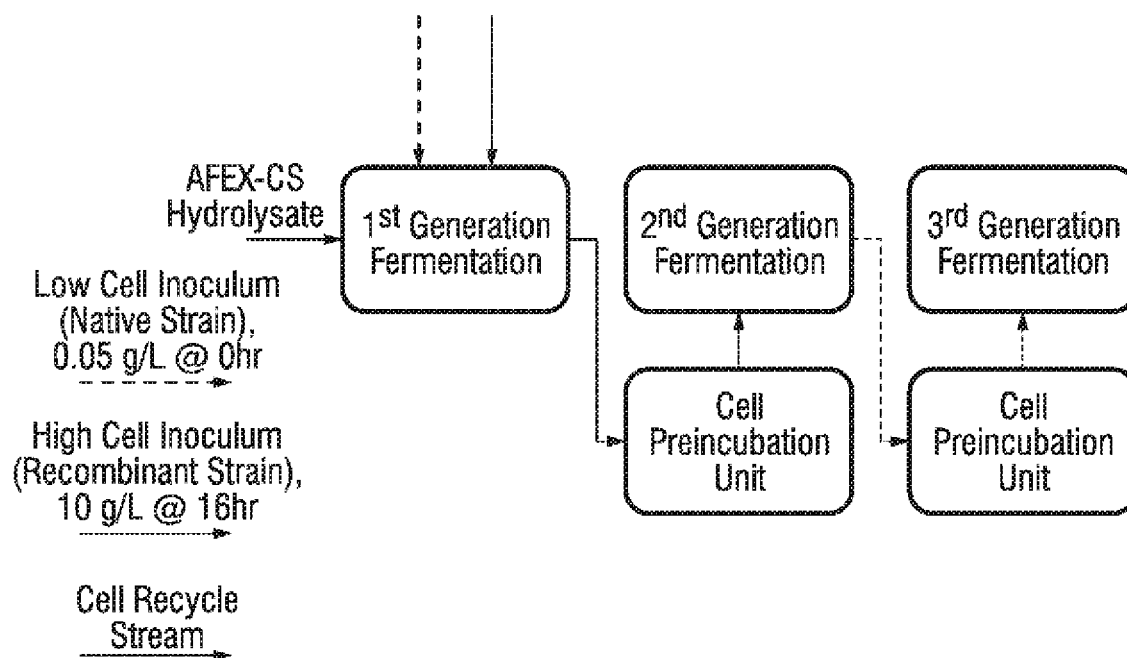 AFEX-CS
Hydrolysate
1st Generation
Fermentation
2nd Generation
Fermentation
3rd Generation
Fermentation
Low Cell Inoculum
(Native Strain),
0.05 g/L @ 0hr
High Cell Inoculum
(Recombinant Strain),
10 g/L @ 16hr
Cell
Preincubation
Unit
Cell
Preincubation
Unit
Cell Recycle
Stream